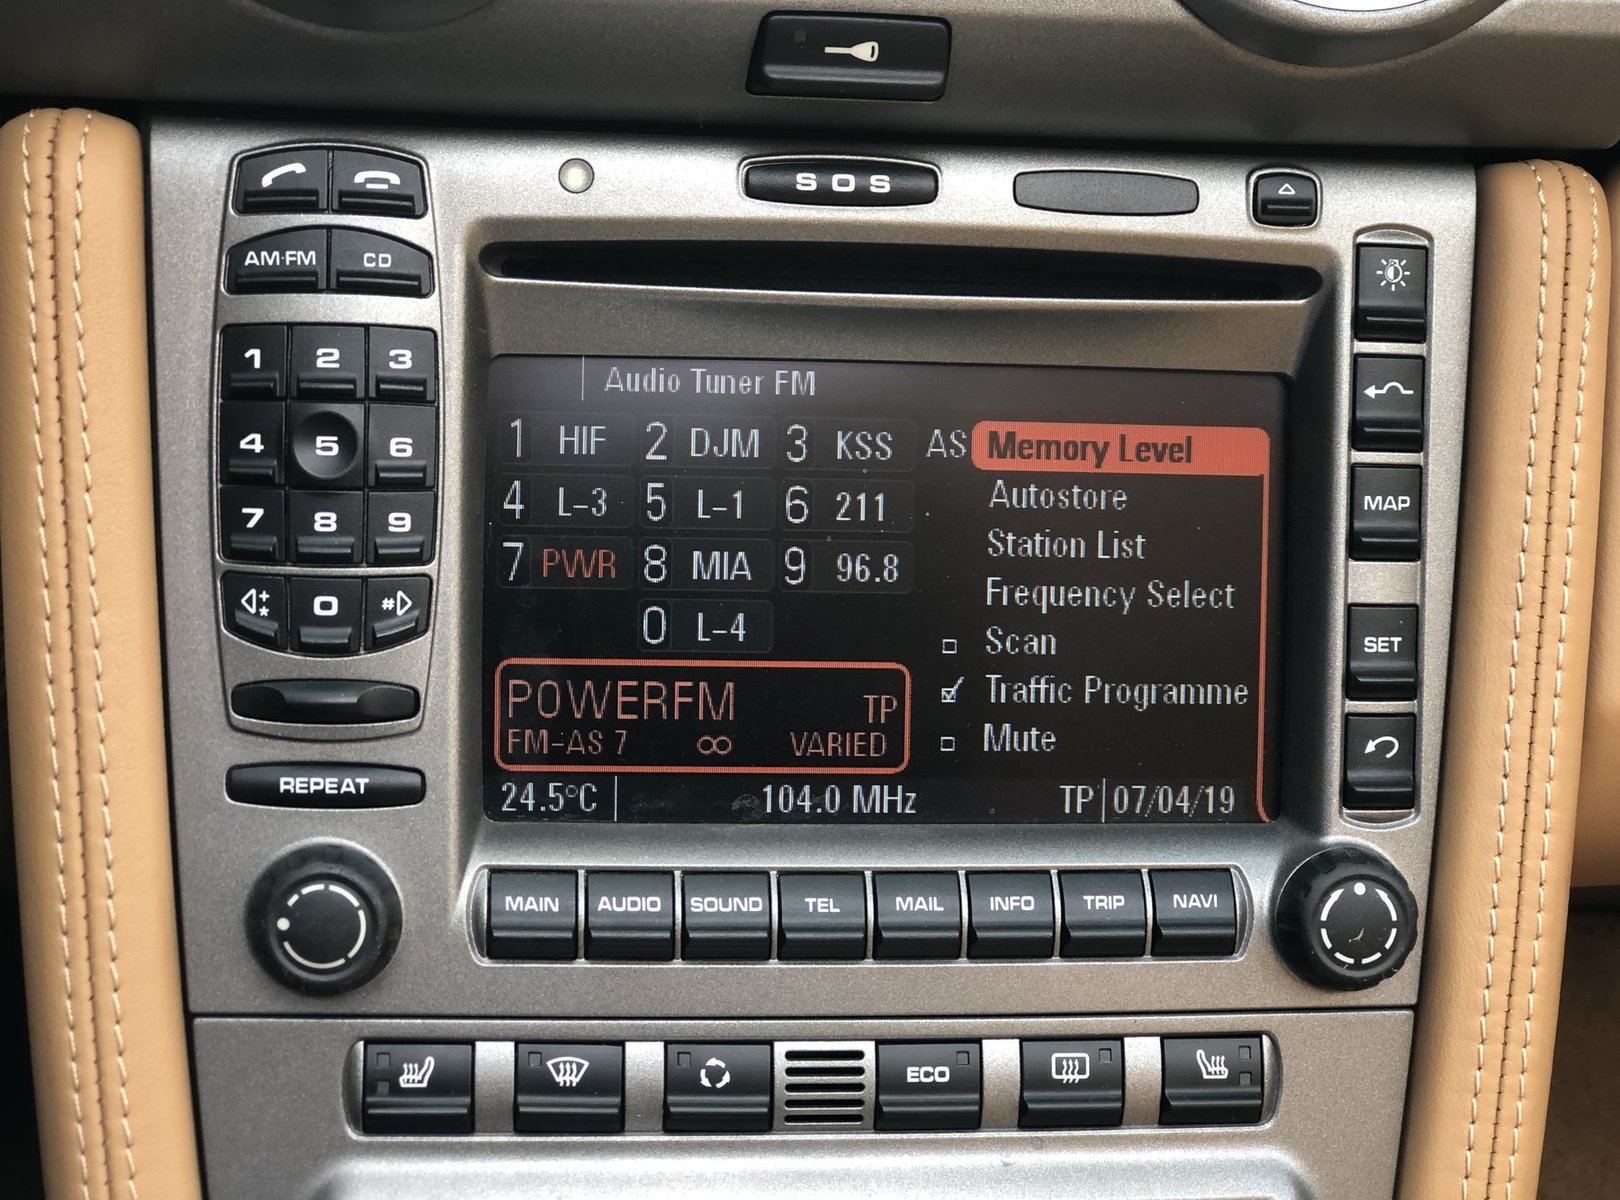 SOS
AM·FM CD
1 2 3
4 5 6
7 8 9
* 0 #
REPEAT
Audio Tuner FM
1 HIF 2 DJM 3 KSS AS Memory Level
4 L-3 5 L-1 6 211 Autostore
7 PWR 8 MIA 9 96.8 Station List
0 L-4 Frequency Select
Scan
POWERFM TP Traffic Programme
FM-AS 7 ∞ VARIED Mute
24.5°C 104.0 MHz TP 07/04/19
MAP
SET
MAIN AUDIO SOUND TEL MAIL INFO TRIP NAVI
ECO